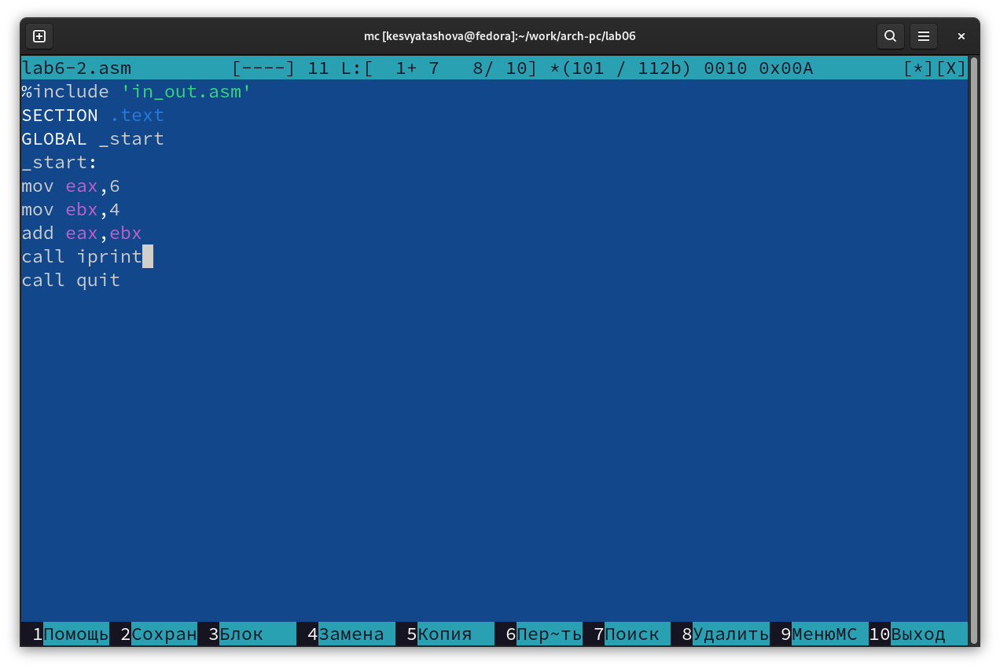 mc [kesvyatashova@fedora]:~/work/arch-pc/lab06
lab6-2.asm [----] 11 L:[ 1+ 7 8/ 10] *(101 / 112b) 0010 0x00A [*][X]
%include 'in_out.asm'
SECTION .text
GLOBAL _start
_start:
mov eax,6
mov ebx,4
add eax,ebx
call iprint
call quit
1Помощь 2Сохран 3Блок 4Замена 5Копия 6Пер~ть 7Поиск 8Удалить 9МенюMC 10Выход